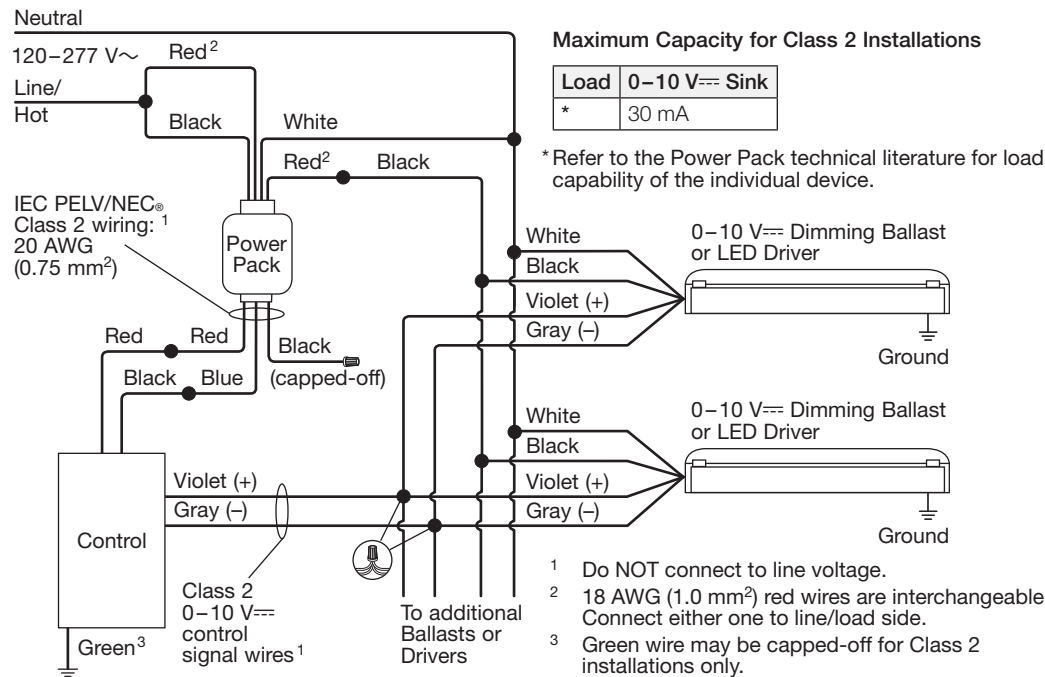 Neutral
120–277 V~
Red²
Line/
Hot
Black
White
Red²
Black
IEC PELV/NEC®
Class 2 wiring: ¹
20 AWG
(0.75 mm²)
Power
Pack
Red
Red
Black
(capped-off)
Black
Blue
Control
Violet (+)
Gray (–)
Green³
Class 2
0–10 V⎓
control
signal wires¹
To additional
Ballasts or
Drivers
Maximum Capacity for Class 2 Installations
Load 0–10 V⎓ Sink
* 30 mA
*Refer to the Power Pack technical literature for load
capability of the individual device.
White
Black
Violet (+)
Gray (–)
0–10 V⎓ Dimming Ballast
or LED Driver
Ground
White
Black
Violet (+)
Gray (–)
0–10 V⎓ Dimming Ballast
or LED Driver
Ground
¹ Do NOT connect to line voltage.
² 18 AWG (1.0 mm²) red wires are interchangeable
Connect either one to line/load side.
³ Green wire may be capped-off for Class 2
installations only.